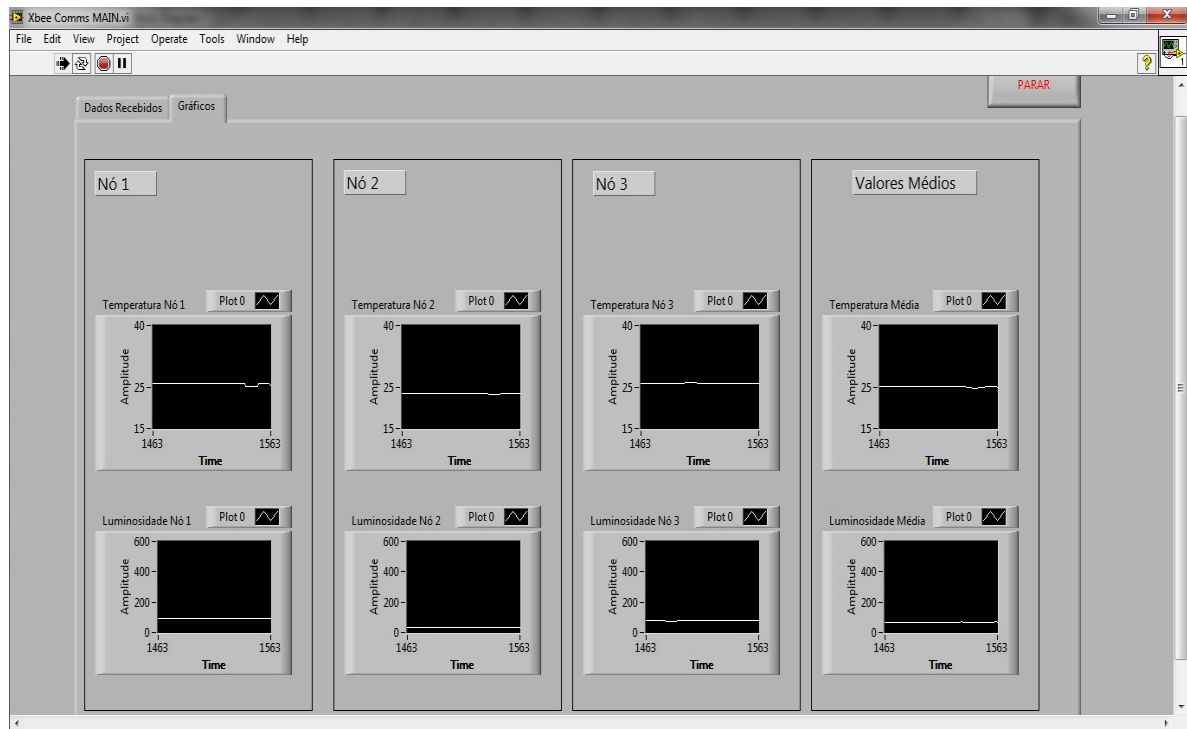 Xbee Comms MAIN.vi
File Edit View Project Operate Tools Window Help
1
PARAR
Dados Recebidos Gráficos
Nó 1 Nó 2 Nó 3 Valores Médios
Temperatura Nó 1 Plot 0 Temperatura Nó 2 Plot 0 Temperatura Nó 3 Plot 0 Temperatura Média Plot 0
40 40 40 40
Amplitude Amplitude Amplitude Amplitude
25 25 25 25
15 15 15 15
1463 1563 1463 1563 1463 1563 1463 1563
Time Time Time Time
Luminosidade Nó 1 Plot 0 Luminosidade Nó 2 Plot 0 Luminosidade Nó 3 Plot 0 Luminosidade Média Plot 0
600 600 600 600
Amplitude Amplitude Amplitude Amplitude
400 400 400 400
200 200 200 200
0 0 0 0
1463 1563 1463 1563 1463 1563 1463 1563
Time Time Time Time